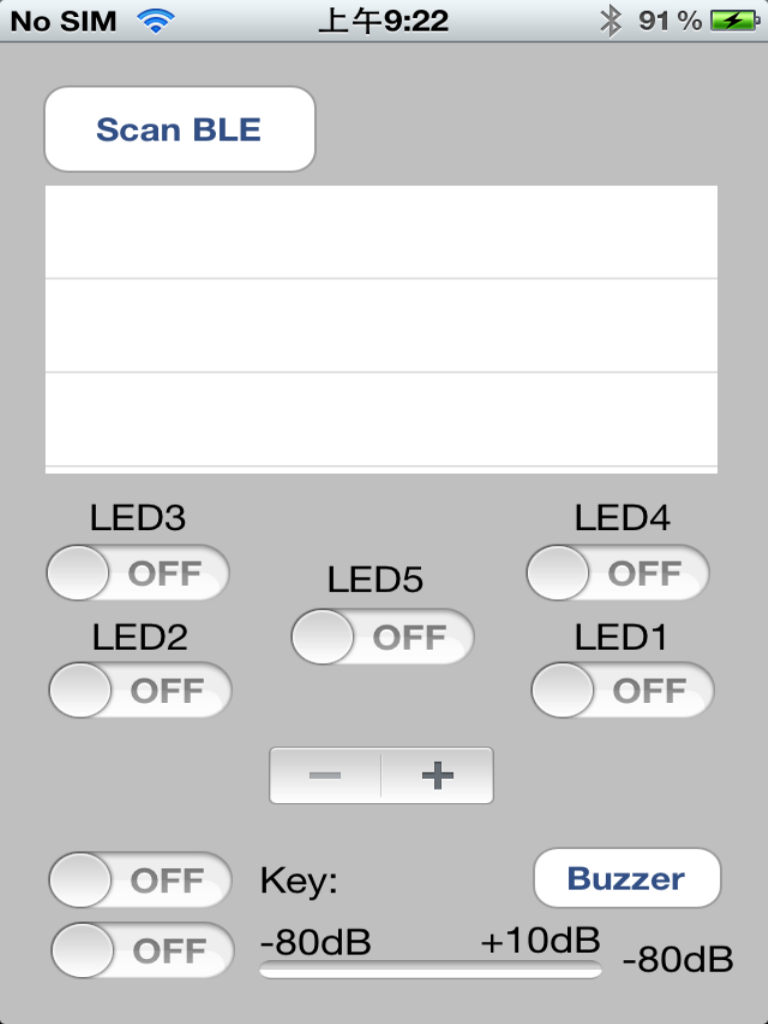 No SIM 上午9:22 91 %
Scan BLE
LED3 LED4
OFF LED5 OFF
LED2 OFF LED1
OFF OFF
− +
OFF Key: Buzzer
OFF -80dB +10dB -80dB